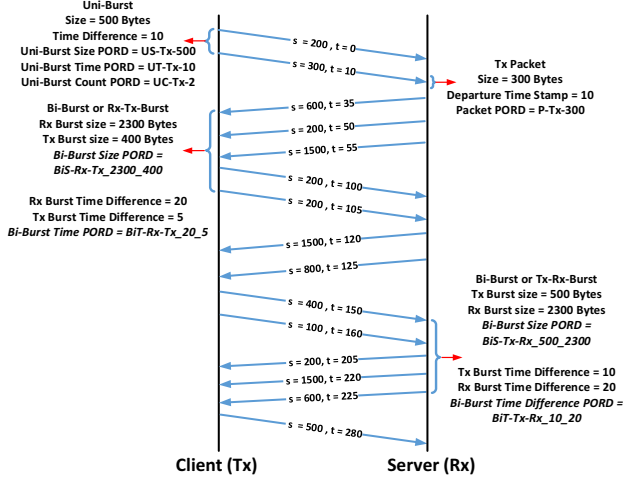 Uni-Burst
Size = 500 Bytes
Time Difference = 10
Uni-Burst Size PORD = US-Tx-500
Uni-Burst Time PORD = UT-Tx-10
Uni-Burst Count PORD = UC-Tx-2
Bi-Burst or Rx-Tx-Burst
Rx Burst size = 2300 Bytes
Tx Burst size = 400 Bytes
Bi-Burst Size PORD =
BiS-Rx-Tx_2300_400
Rx Burst Time Difference = 20
Tx Burst Time Difference = 5
Bi-Burst Time PORD = BiT-Rx-Tx_20_5
s = 200, t = 0
s = 300, t = 10
s = 600, t = 35
s = 200, t = 50
s = 1500, t = 55
s = 200, t = 100
s = 200, t = 105
s = 1500, t = 120
s = 800, t = 125
s = 400, t = 150
s = 100, t = 160
s = 200, t = 205
s = 1500, t = 220
s = 600, t = 225
s = 500, t = 280
Tx Packet
Size = 300 Bytes
Departure Time Stamp = 10
Packet PORD = P-Tx-300
Bi-Burst or Tx-Rx-Burst
Tx Burst size = 500 Bytes
Rx Burst size = 2300 Bytes
Bi-Burst Size PORD =
BiS-Tx-Rx_500_2300
Tx Burst Time Difference = 10
Rx Burst Time Difference = 20
Bi-Burst Time Difference PORD =
BiT-Tx-Rx_10_20
Client (Tx)
Server (Rx)